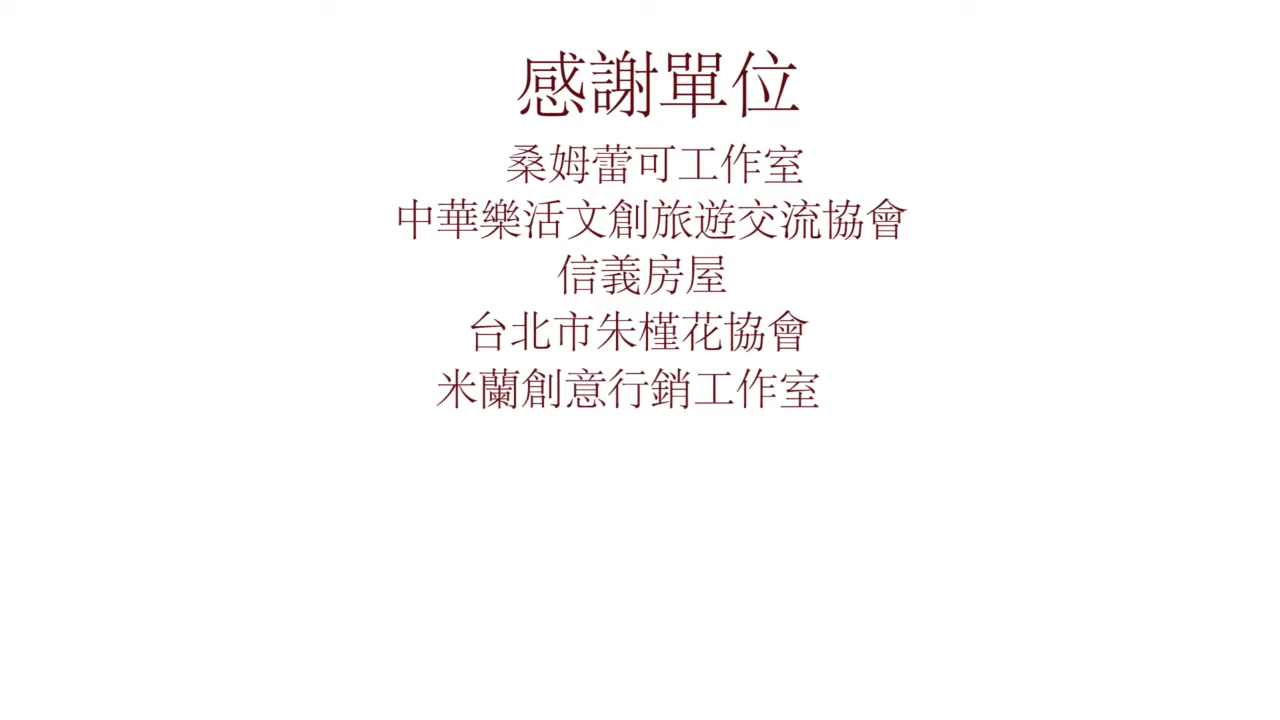 感謝單位
桑姆蕾可工作室
中華樂活文創旅遊交流協會
信義房屋
台北市朱槿花協會
米蘭創意行銷工作室